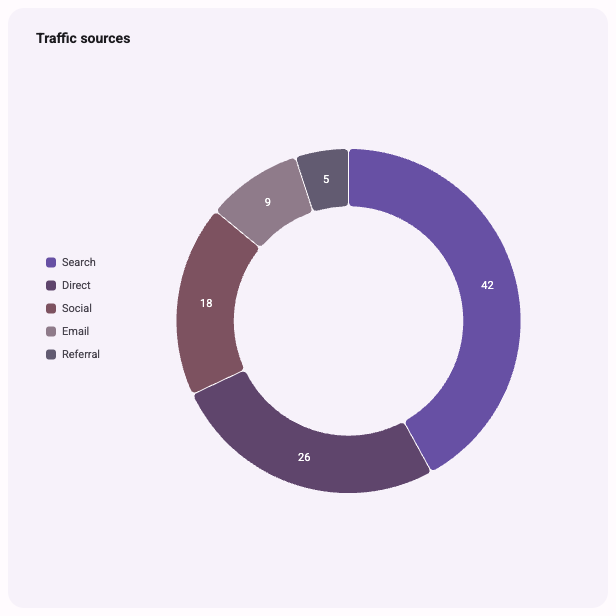 Traffic sources
5
9
42
18
26
Search
Direct
Social
Email
Referral